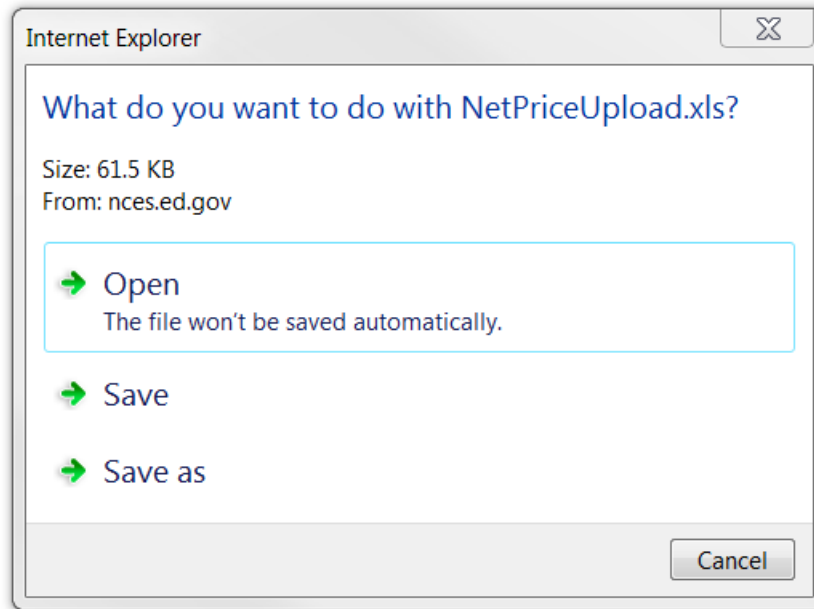 Internet Explorer
What do you want to do with NetPriceUpload.xls?
Size: 61.5 KB
From: nces.ed.gov
Open
The file won't be saved automatically.
Save
Save as
Cancel